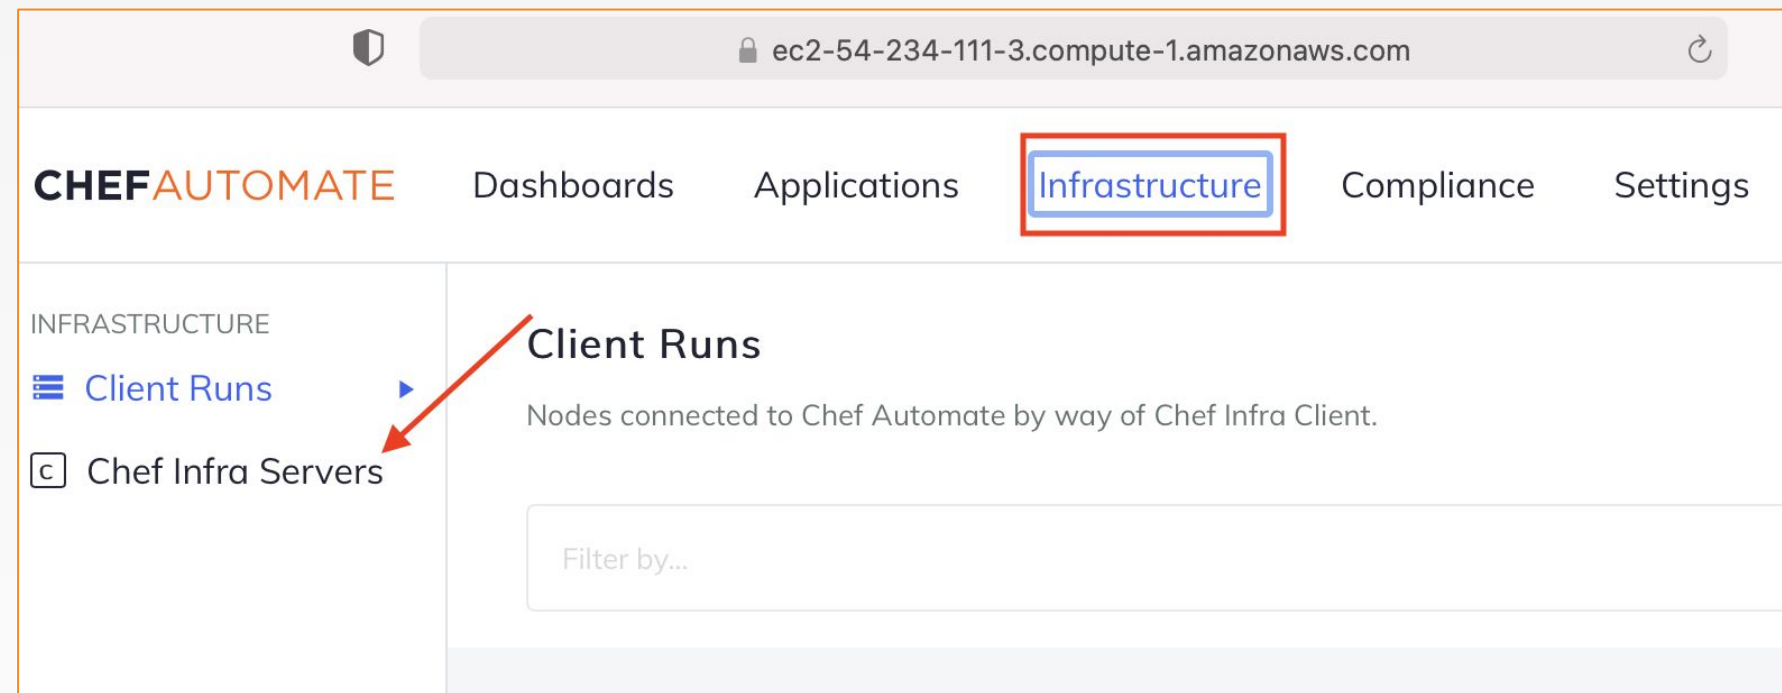 ec2-54-234-111-3.compute-1.amazonaws.com
CHEFAUTOMATE Dashboards Applications Infrastructure Compliance Settings
INFRASTRUCTURE
Client Runs
C Chef Infra Servers
Client Runs
Nodes connected to Chef Automate by way of Chef Infra Client.
Filter by...